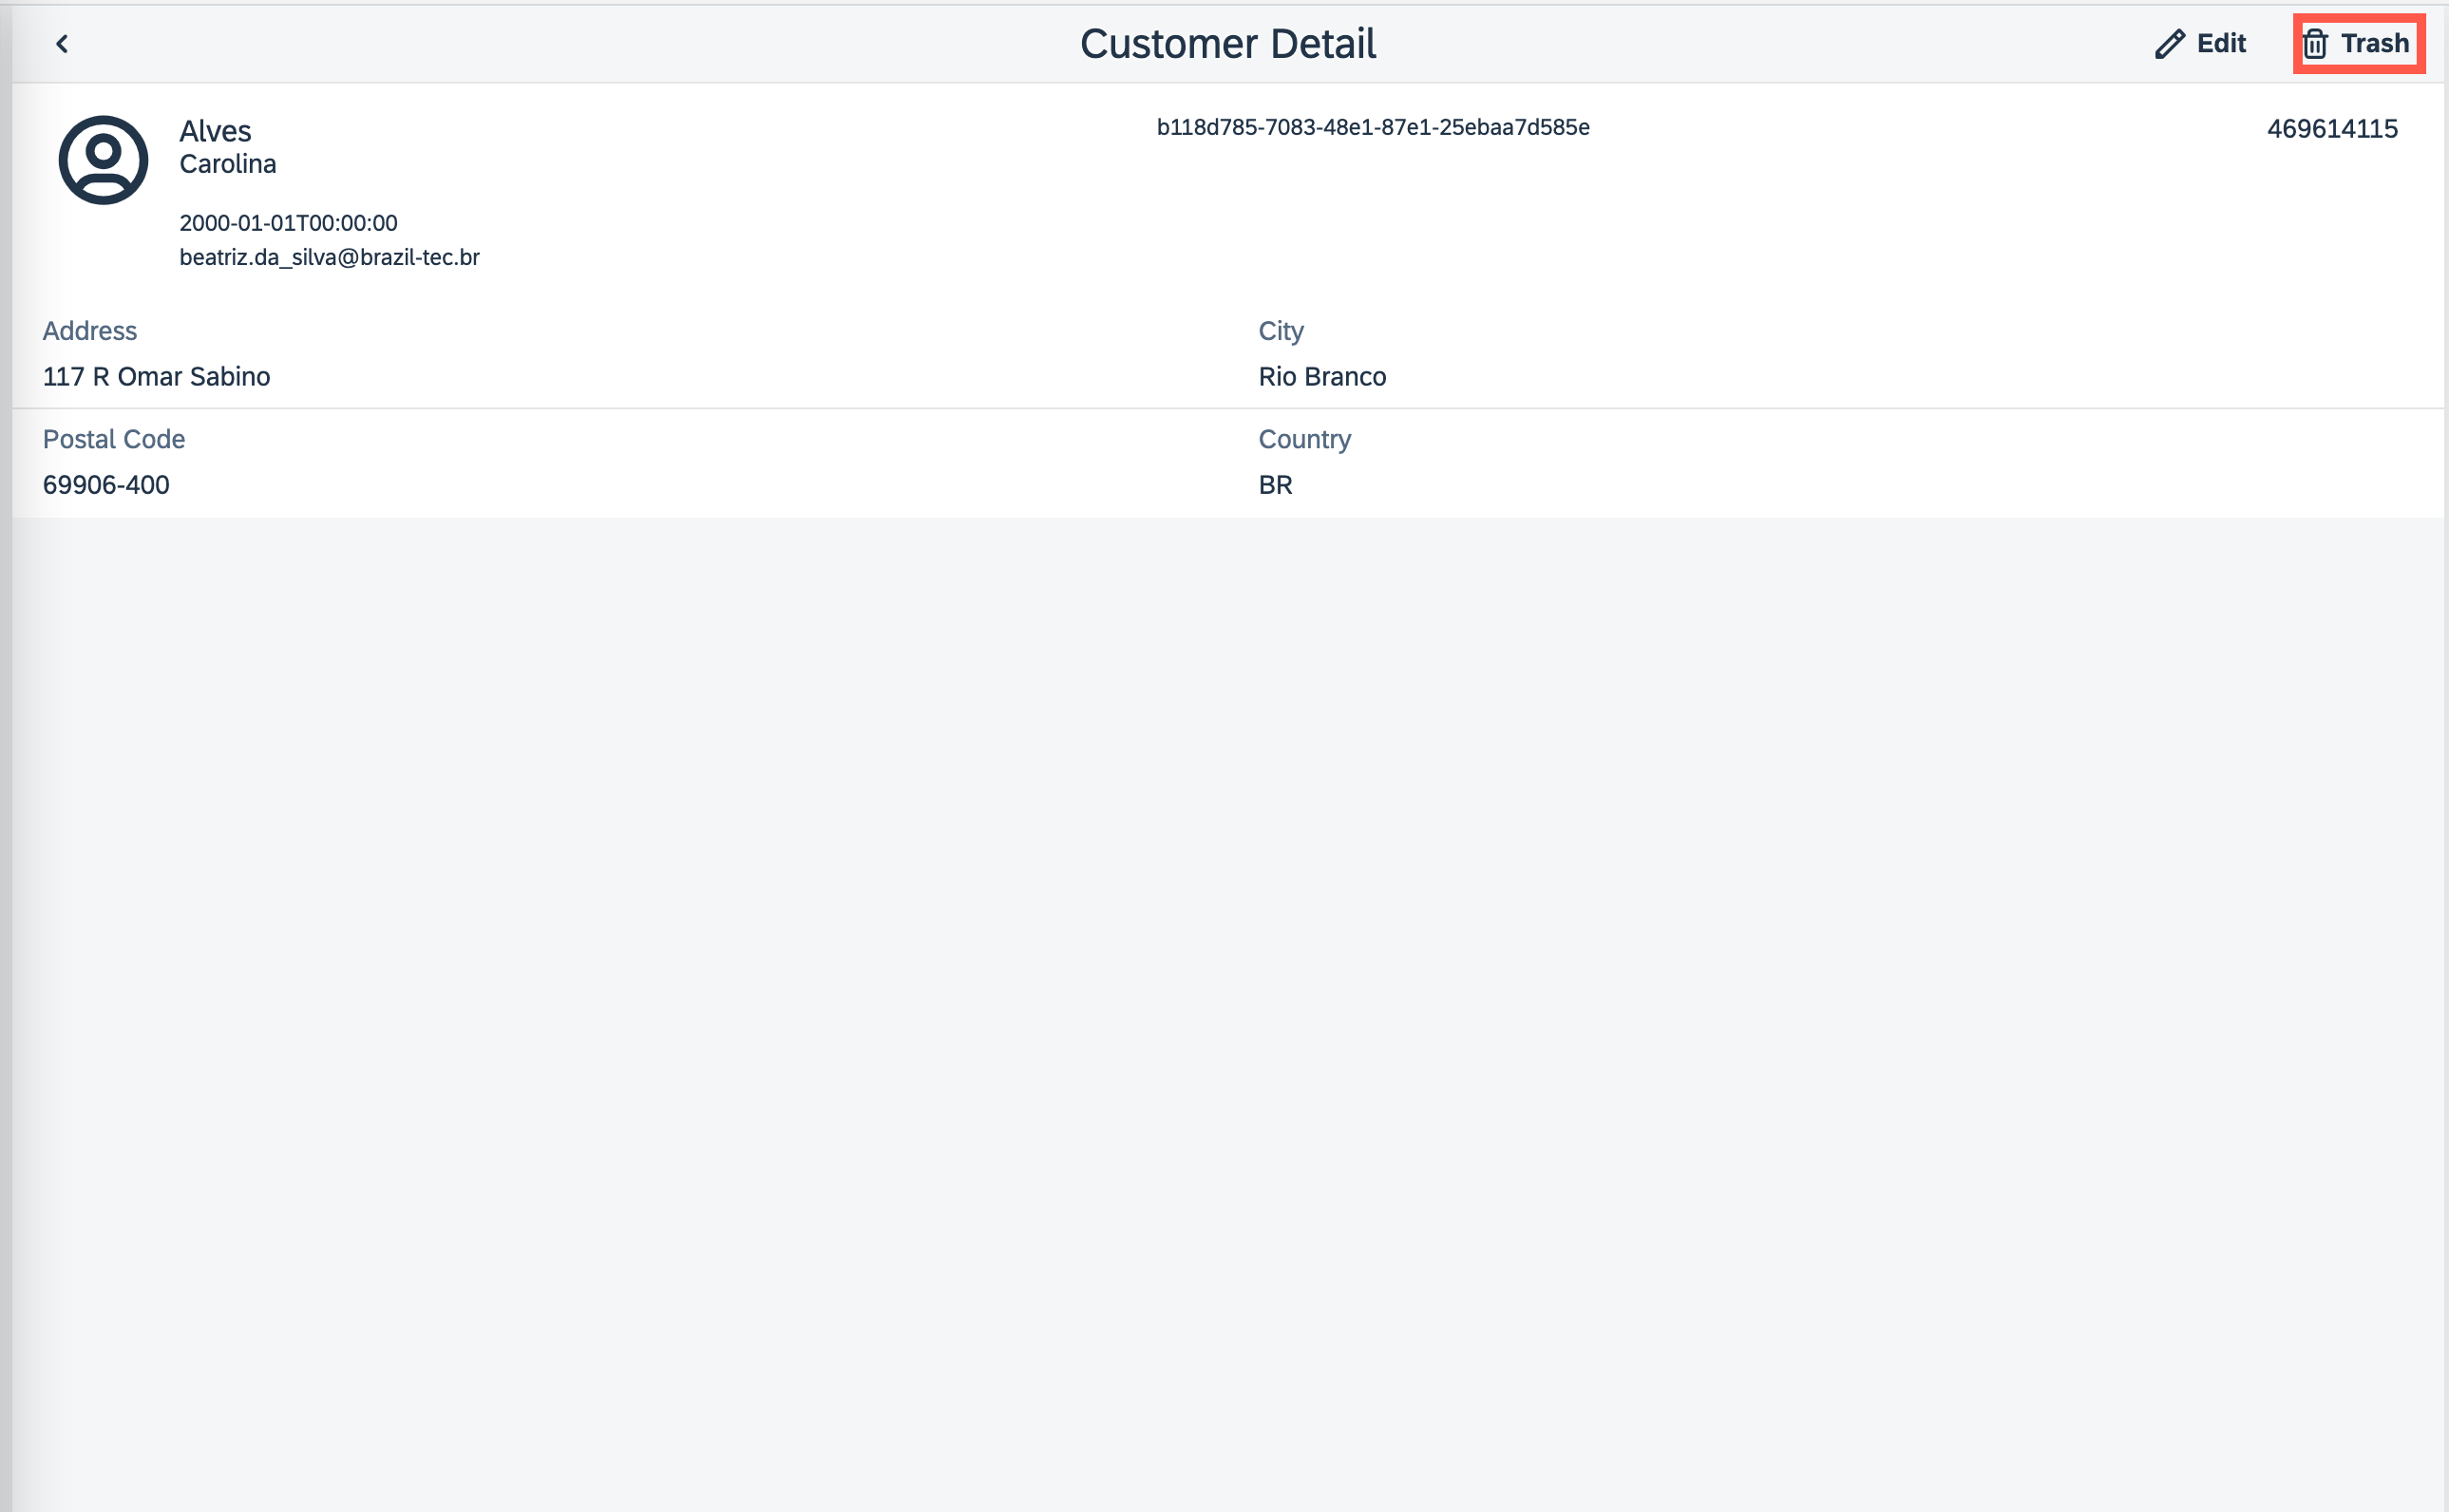 Customer Detail
Edit
Trash
Alves
Carolina
b118d785-7083-48e1-87e1-25ebaa7d585e
469614115
2000-01-01T00:00:00
beatriz.da_silva@brazil-tec.br
Address
City
117 R Omar Sabino
Rio Branco
Postal Code
Country
69906-400
BR